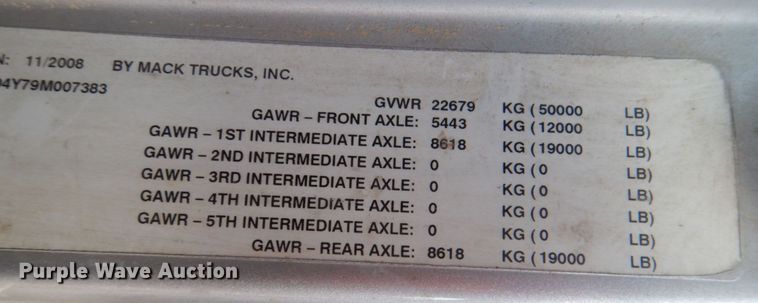 N: 11/2008 BY MACK TRUCKS, INC.
04Y79M007383
GVWR 22679 KG ( 50000 LB)
GAWR – FRONT AXLE: 5443 KG ( 12000 LB)
GAWR – 1ST INTERMEDIATE AXLE: 8618 KG ( 19000 LB)
GAWR – 2ND INTERMEDIATE AXLE: 0 KG ( 0 LB)
GAWR – 3RD INTERMEDIATE AXLE: 0 KG ( 0 LB)
GAWR – 4TH INTERMEDIATE AXLE: 0 KG ( 0 LB)
GAWR – 5TH INTERMEDIATE AXLE: 0 KG ( 0 LB)
GAWR – REAR AXLE: 8618 KG ( 19000 LB)
Purple Wave Auction